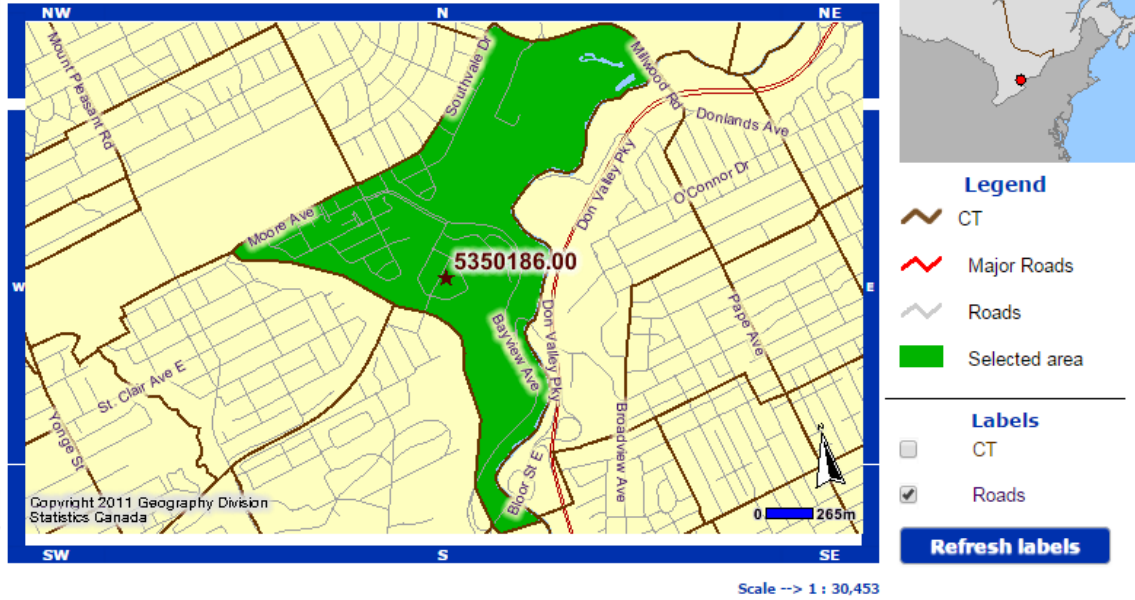 NW
N
NE
Mount Pleasant Rd
Southvale Dr
Millwood Rd
Donlands Ave
Don Valley Pky
O'Connor Dr
Moore Ave
5350186.00
W
E
Bayview Ave
Don Valley Pky
Pape Ave
St. Clair Ave E
Yonge St
Broadview Ave
Bloor St E
N
Copyright 2011 Geography Division
Statistics Canada
0 265m
SW
S
SE
Scale --> 1 : 30,453
Legend
CT
Major Roads
Roads
Selected area
Labels
CT
Roads
Refresh labels